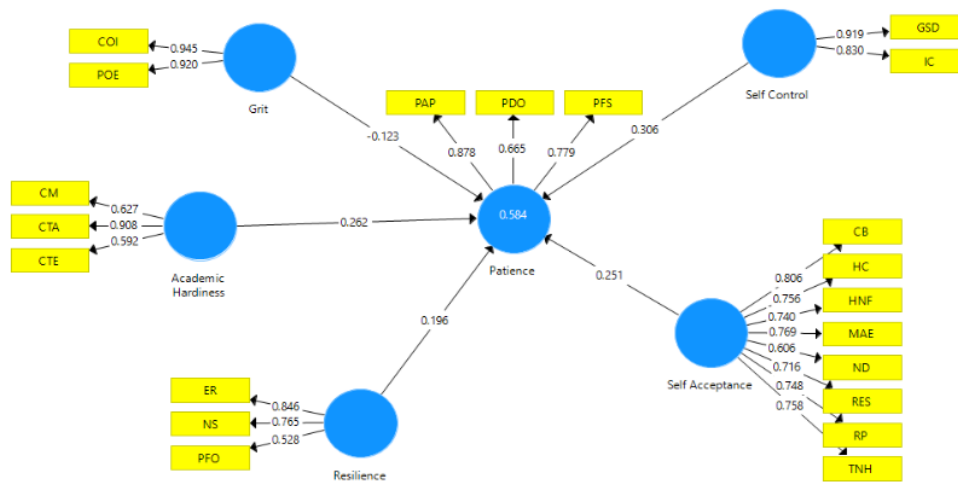 COI
0.945
POE
0.920
Grit
-0.123
GSD
0.919
IC
0.830
Self Control
0.306
PAP
PDO
PFS
0.878
0.665
0.779
0.584
Patience
CM
0.627
CTA
0.908
CTE
0.592
Academic
Hardiness
0.262
0.196
ER
0.846
NS
0.765
PFO
0.528
Resilience
0.251
Self Acceptance
CB
0.806
HC
0.756
HNF
0.740
MAE
0.769
ND
0.606
RES
0.716
RP
0.748
TNH
0.758